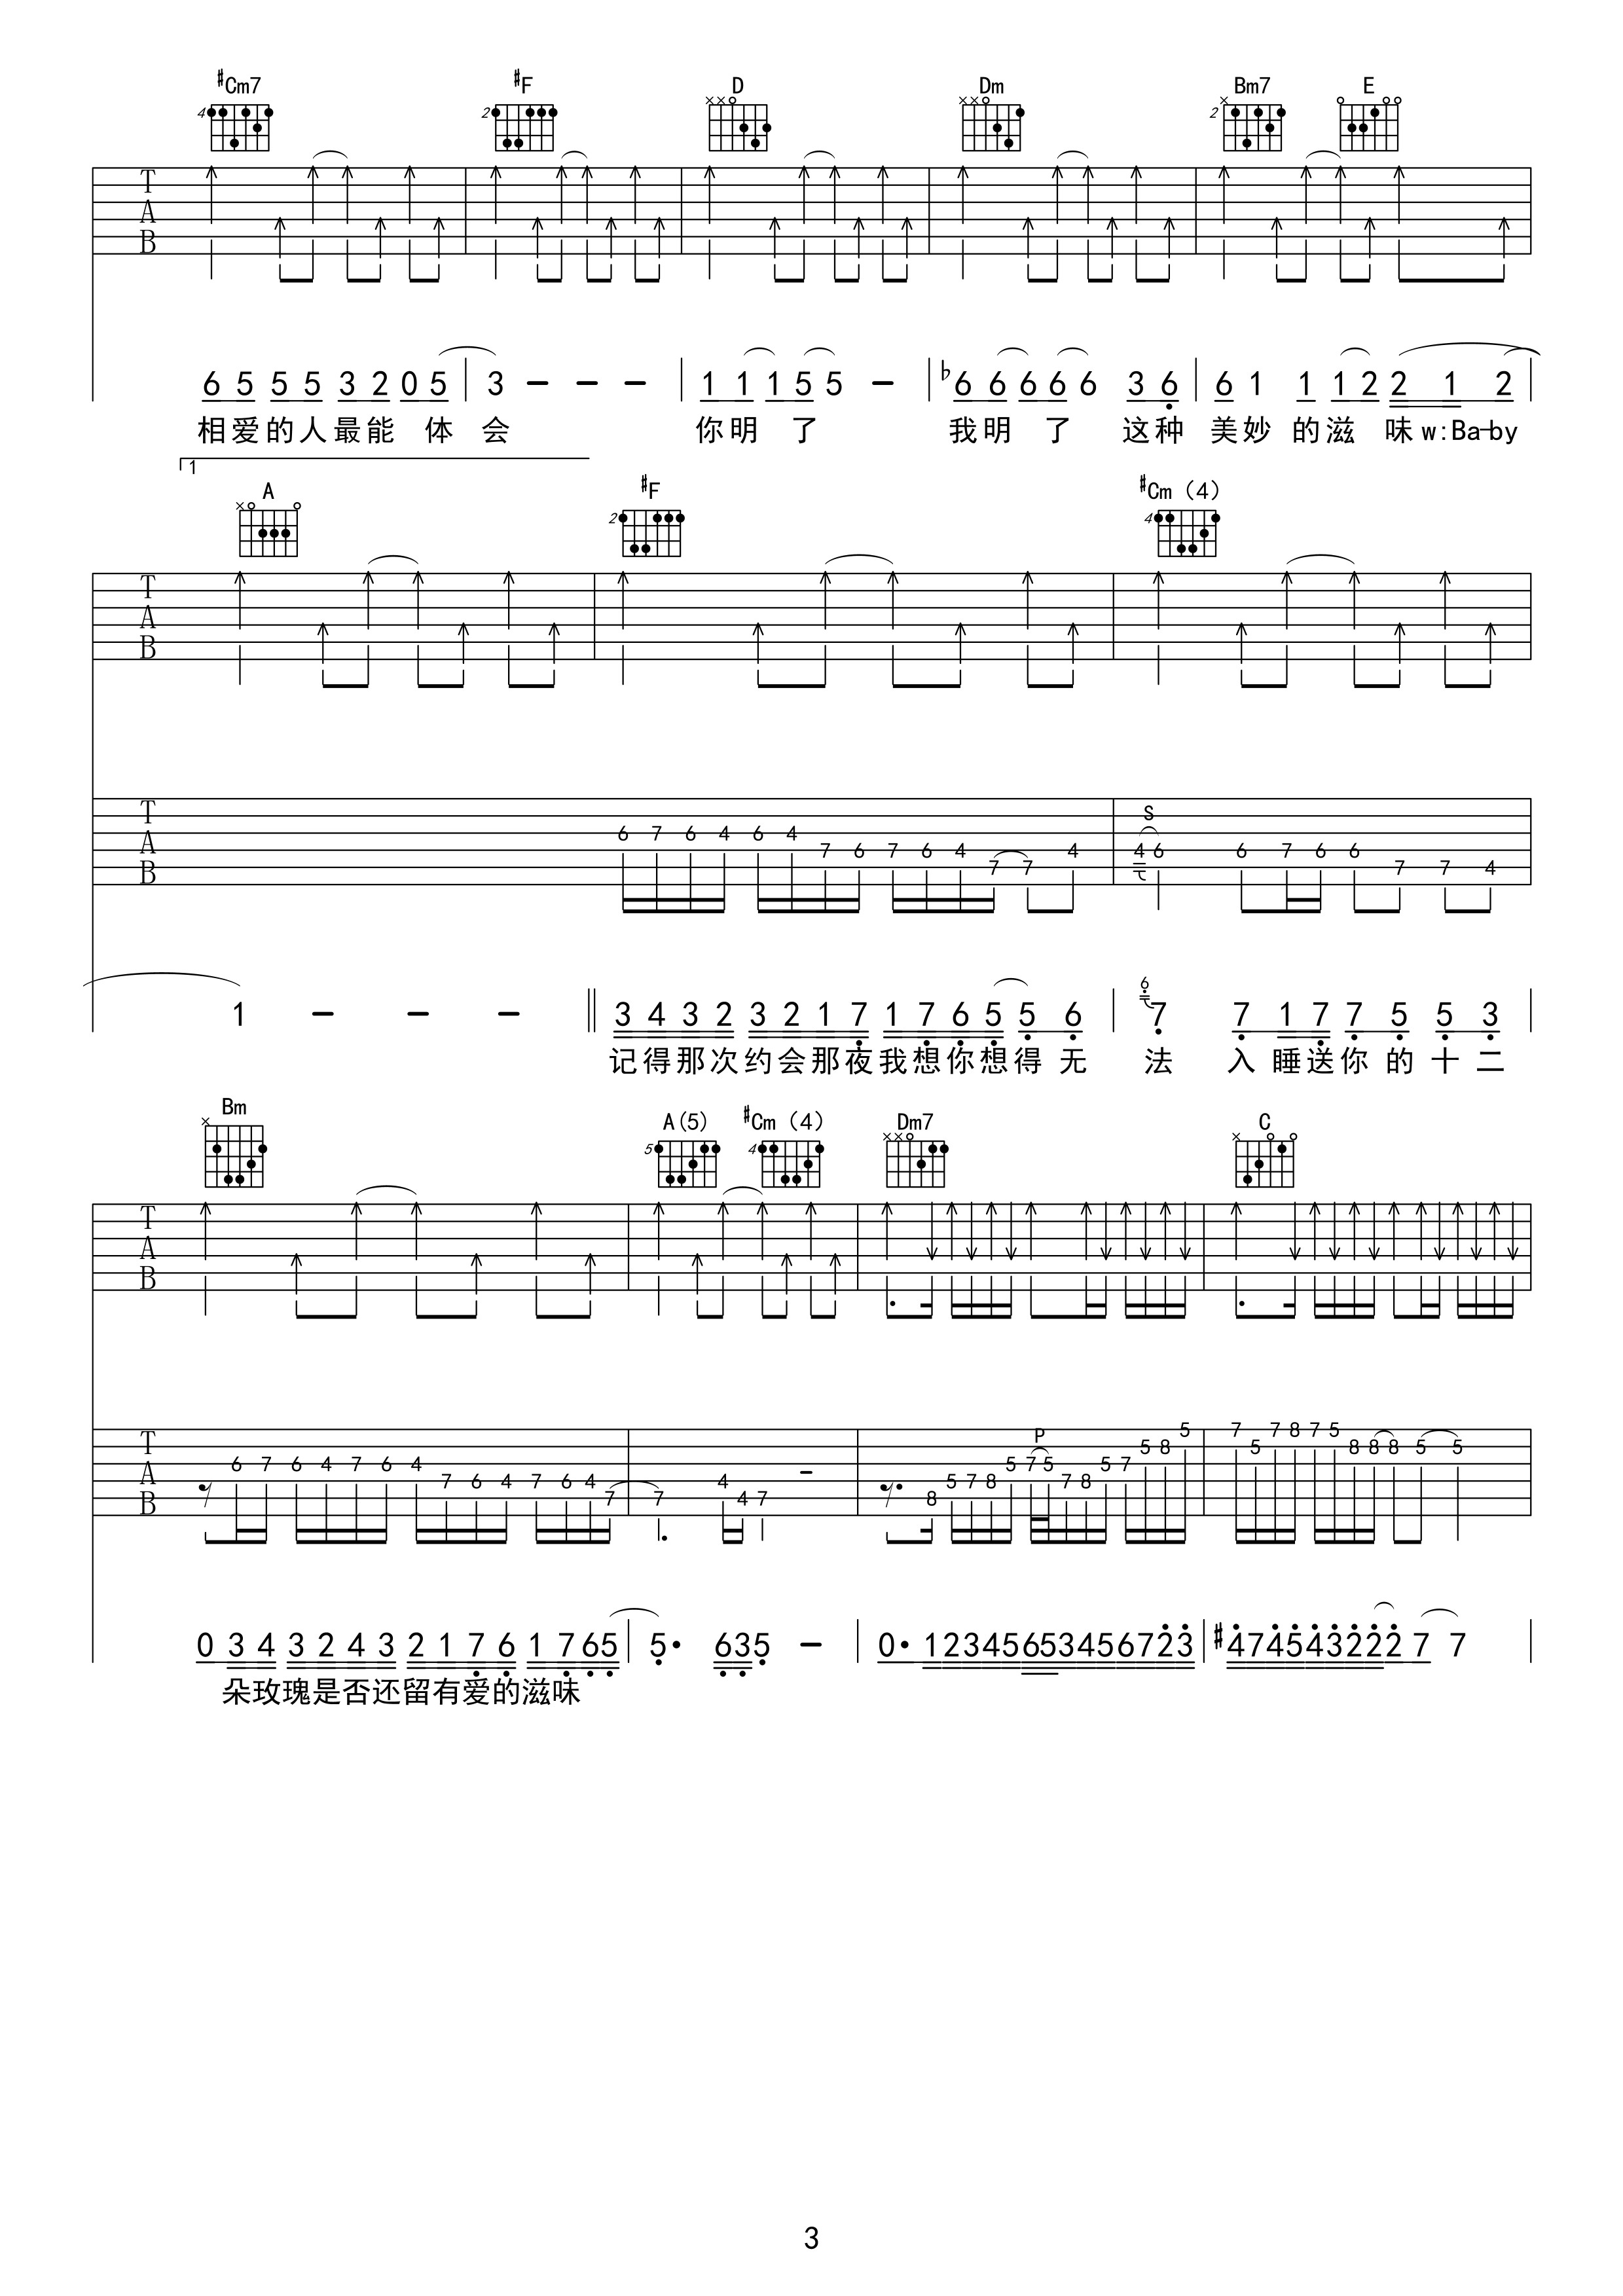 #Cm7 #F D Dm Bm7 E
4 2 2
T A B
6 5 5 5 3 2 0 5 3 - - - 1 1 1 5 5 - b6 6 6 6 6 3 6 6 1 1 1 2 2 1 2
相爱的人最能 体 会 你明 了 我明 了 这种 美妙 的滋 味 w:Ba-by
1
A #F #Cm (4)
2 4
T A B
S
T A B 6 7 6 4 6 4 7 6 7 6 4 7 7 4 4 6 6 7 6 6 7 7 4
1 - - - 3 4 3 2 3 2 1 7 1 7 6 5 5 6 6 7 7 1 7 7 5 5 3
记得那次约会那夜我想你想得无 法 入 睡送你 的 十 二
Bm A(5) #Cm (4) Dm7 C
5 4
T A B
P
T A B 6 7 6 4 7 6 4 7 6 4 7 6 4 7 7 4 4 7 - 8 5 7 8 5 7 5 7 8 5 7 5 8 5 7 5 7 8 7 5 8 8 8 5 5
0 3 4 3 2 4 3 2 1 7 6 1 7 6 5 5· 6 3 5 - 0· 1 2 3 4 5 6 5 3 4 5 6 7 2 3 #4 7 4 5 4 3 2 2 2 7 7
朵玫瑰是否还留有爱的滋味
3